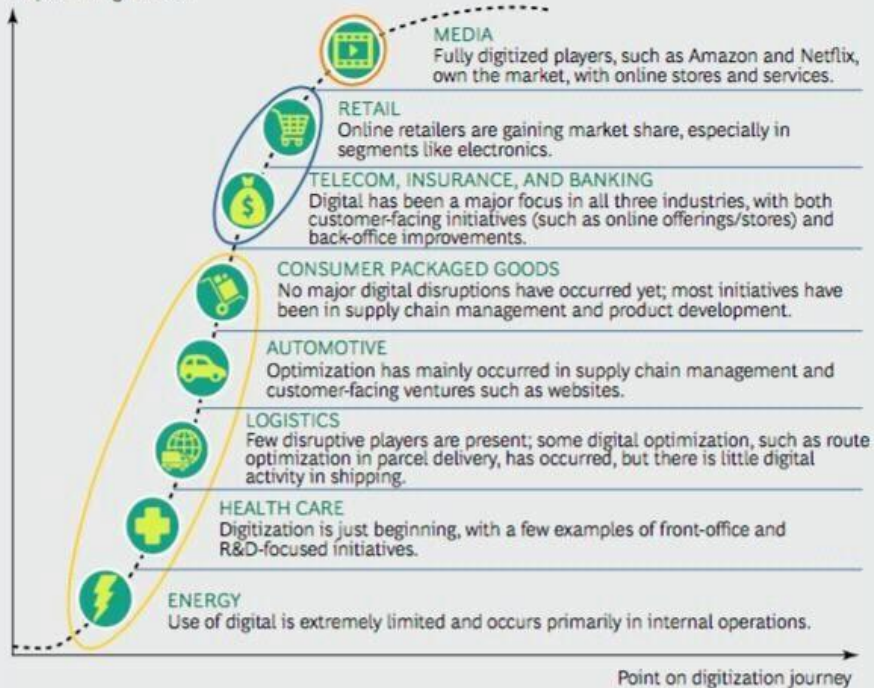 MEDIA
Fully digitized players, such as Amazon and Netflix,
own the market, with online stores and services.
RETAIL
Online retailers are gaining market share, especially in
segments like electronics.
TELECOM, INSURANCE, AND BANKING
Digital has been a major focus in all three industries, with both
customer-facing initiatives (such as online offerings/stores) and
back-office improvements.
$
CONSUMER PACKAGED GOODS
No major digital disruptions have occurred yet; most initiatives have
been in supply chain management and product development.
AUTOMOTIVE
Optimization has mainly occurred in supply chain management and
customer-facing ventures such as websites.
LOGISTICS
Few disruptive players are present; some digital optimization, such as route
optimization in parcel delivery, has occurred, but there is little digital
activity in shipping.
HEALTH CARE
Digitization is just beginning, with a few examples of front-office and
R&D-focused initiatives.
ENERGY
Use of digital is extremely limited and occurs primarily in internal operations.
Point on digitization journey